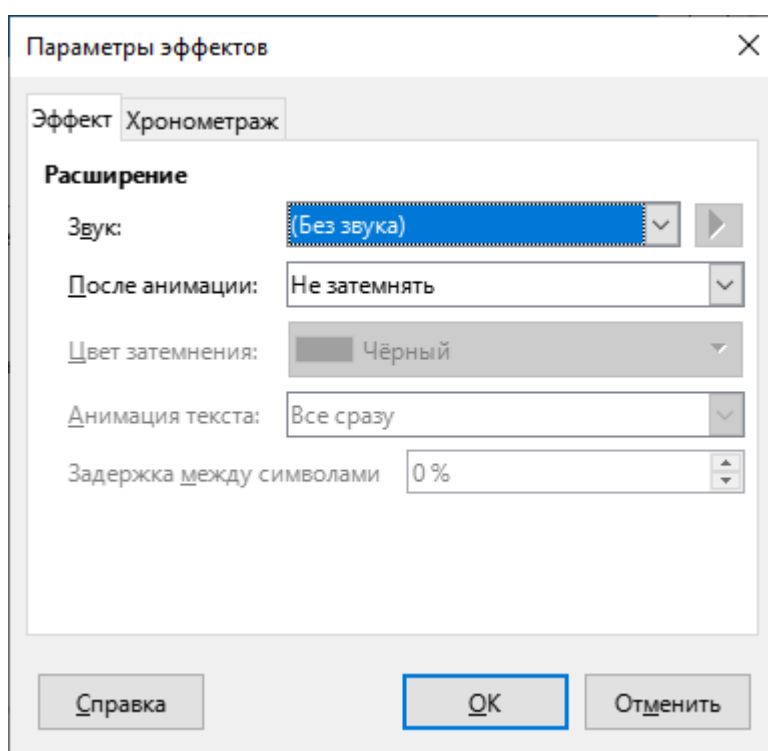 Параметры эффектов
Эффект Хронометраж
Расширение
Звук: (Без звука)
После анимации: Не затемнять
Цвет затемнения: Чёрный
Анимация текста: Все сразу
Задержка между символами 0 %
Справка OK Отменить